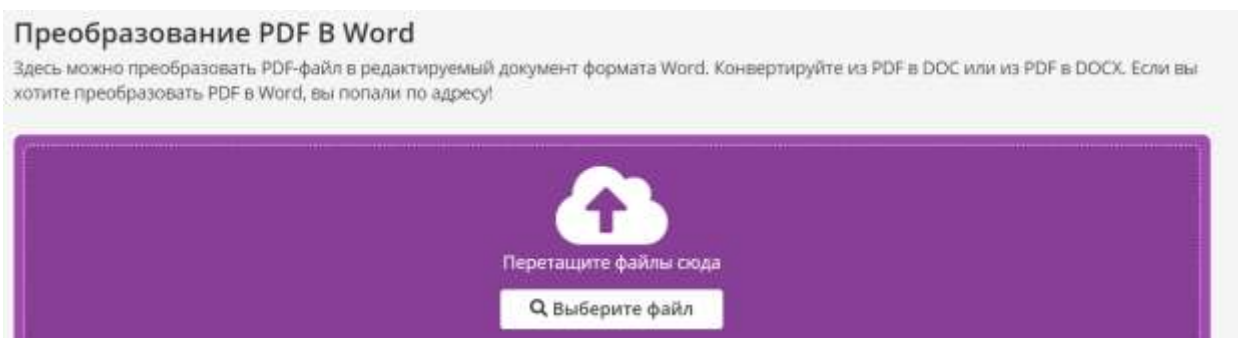 Преобразование PDF В Word
Здесь можно преобразовать PDF-файл в редактируемый документ формата Word. Конвертируйте из PDF в DOC или из PDF в DOCX. Если вы
хотите преобразовать PDF в Word, вы попали по адресу!
Перетащите файлы сюда
Выберите файл